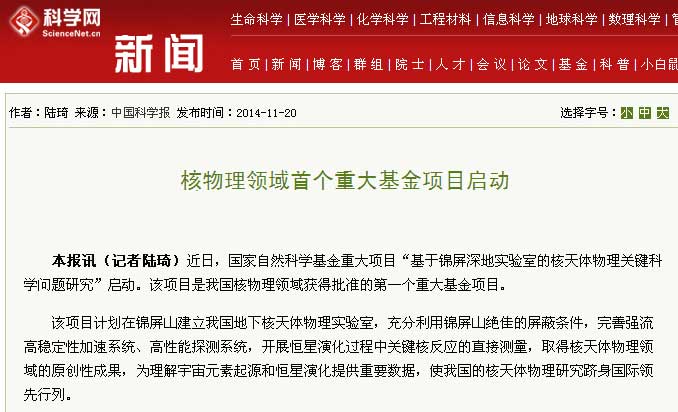 科学网
ScienceNet.cn
新闻
生命科学 | 医学科学 | 化学科学 | 工程材料 | 信息科学 | 地球科学 | 数理科学 |
首页 | 新闻 | 博客 | 群组 | 院士 | 人才 | 会议 | 论文 | 基金 | 科普 | 小白鼠
作者：陆琦 来源：中国科学报 发布时间：2014-11-20
选择字号：小 中 大
核物理领域首个重大基金项目启动
本报讯（记者陆琦）近日，国家自然科学基金重大项目“基于锦屏深地实验室的核天体物理关键科
学问题研究”启动。该项目是我国核物理领域获得批准的第一个重大基金项目。
该项目计划在锦屏山建立我国地下核天体物理实验室，充分利用锦屏山绝佳的屏蔽条件，完善强流
高稳定性加速系统、高性能探测系统，开展恒星演化过程中关键核反应的直接测量，取得核天体物理领
域的原创性成果，为理解宇宙元素起源和恒星演化提供重要数据，使我国的核天体物理研究跻身国际领
先行列。